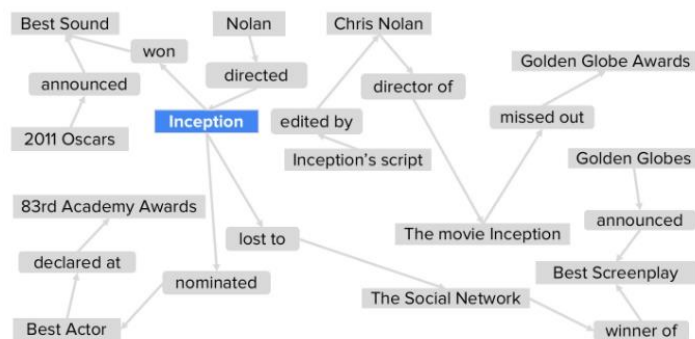 Best Sound
Nolan
Chris Nolan
won
Golden Globe Awards
announced
directed
director of
2011 Oscars
Inception
edited by
missed out
Inception's script
Golden Globes
83rd Academy Awards
announced
lost to
The movie Inception
declared at
nominated
Best Screenplay
The Social Network
Best Actor
winner of